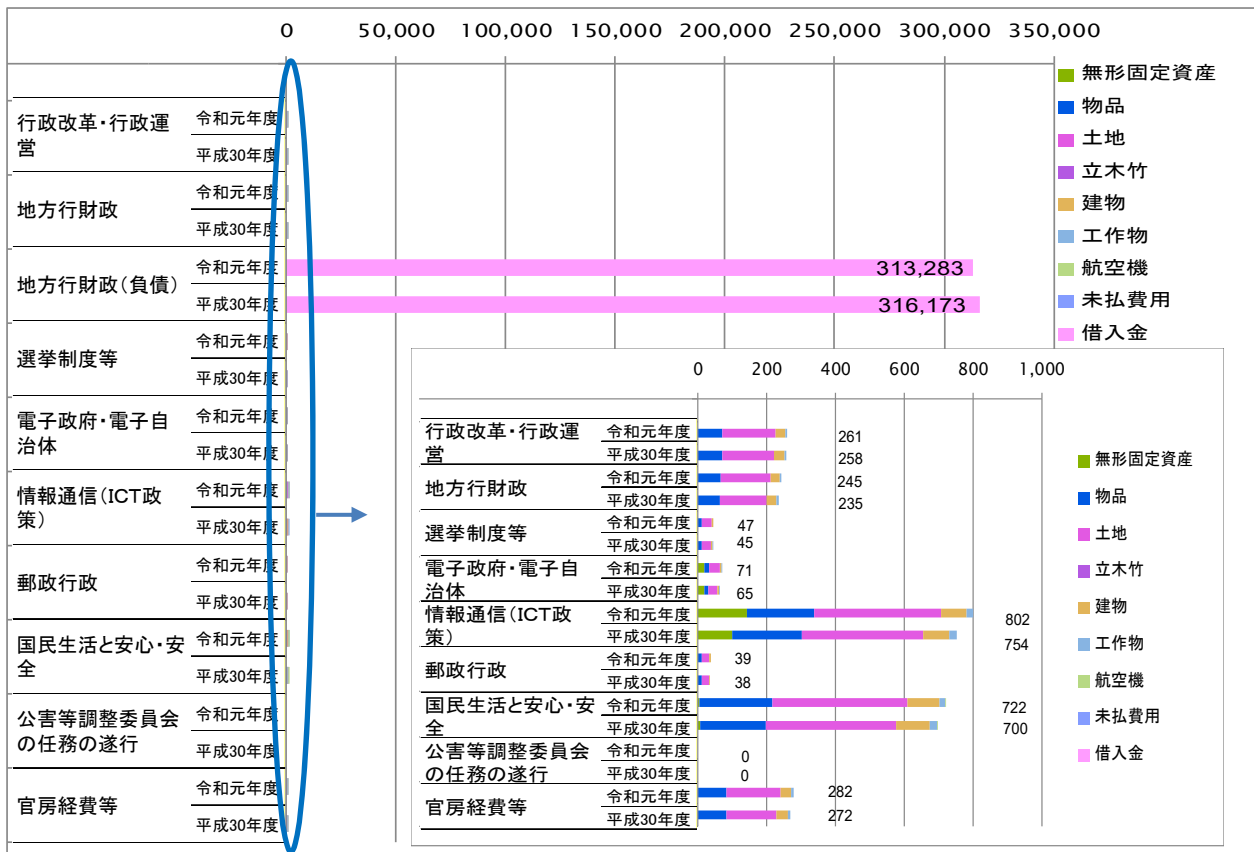 0 50,000 100,000 150,000 200,000 250,000 300,000 350,000
無形固定資産
物品
土地
立木竹
建物
工作物
航空機
未払費用
借入金
行政改革・行政運
営
令和元年度
平成30年度
地方行財政
令和元年度
平成30年度
地方行財政(負債)
令和元年度
313,283
平成30年度
316,173
選挙制度等
令和元年度
平成30年度
電子政府・電子自
治体
令和元年度
平成30年度
情報通信(ICT政
策)
令和元年度
平成30年度
郵政行政
令和元年度
平成30年度
国民生活と安心・安
全
令和元年度
平成30年度
公害等調整委員会
の任務の遂行
令和元年度
平成30年度
官房経費等
令和元年度
平成30年度
0 200 400 600 800 1,000
行政改革・行政運
営
令和元年度
261
平成30年度
258
地方行財政
令和元年度
245
平成30年度
235
選挙制度等
令和元年度
47
平成30年度
45
電子政府・電子自
治体
令和元年度
71
平成30年度
65
情報通信(ICT政
策)
令和元年度
802
平成30年度
754
郵政行政
令和元年度
39
平成30年度
38
国民生活と安心・安
全
令和元年度
722
平成30年度
700
公害等調整委員会
の任務の遂行
令和元年度
0
平成30年度
0
官房経費等
令和元年度
282
平成30年度
272
無形固定資産
物品
土地
立木竹
建物
工作物
航空機
未払費用
借入金